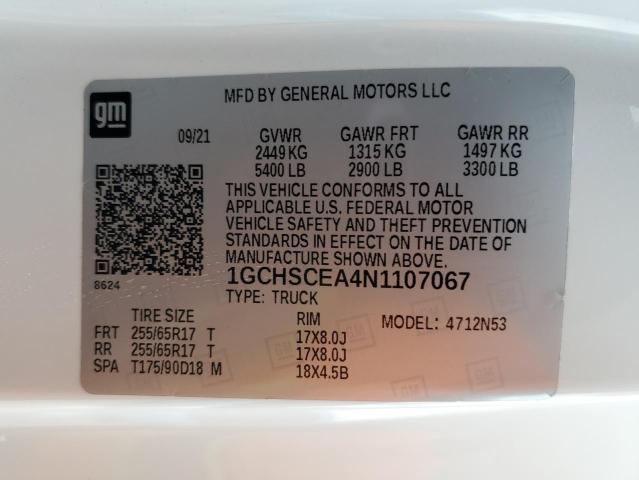 gm
MFD BY GENERAL MOTORS LLC
09/21 GVWR GAWR FRT GAWR RR
2449 KG 1315 KG 1497 KG
5400 LB 2900 LB 3300 LB
THIS VEHICLE CONFORMS TO ALL
APPLICABLE U.S. FEDERAL MOTOR
VEHICLE SAFETY AND THEFT PREVENTION
STANDARDS IN EFFECT ON THE DATE OF
MANUFACTURE SHOWN ABOVE.
8624
1GCHSCEA4N1107067
TYPE: TRUCK
TIRE SIZE RIM MODEL: 4712N53
FRT 255/65R17 T 17X8.0J
RR 255/65R17 T 17X8.0J
SPA T175/90D18 M 18X4.5B